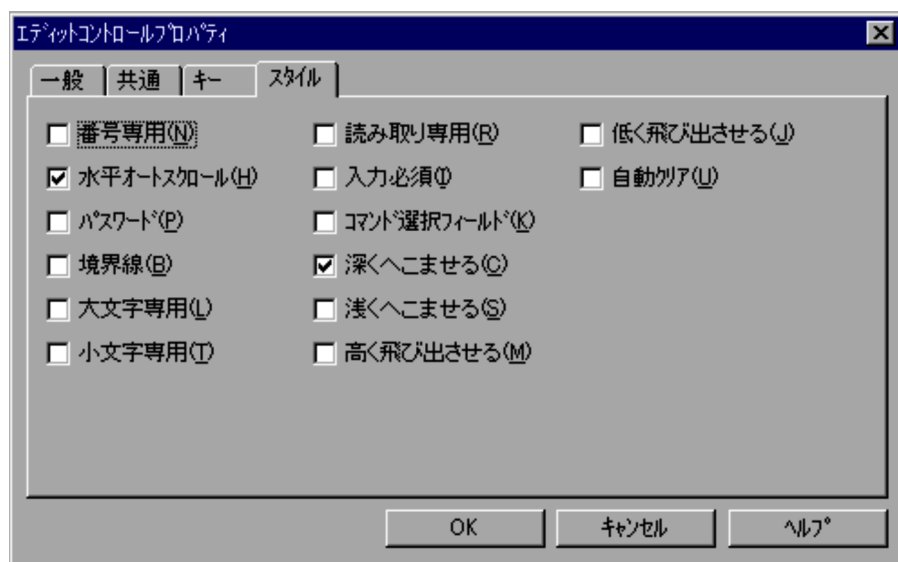 ｴﾃﾞｨｯﾄｺﾝﾄﾛｰﾙﾌﾟﾛﾊﾟﾃｨ
一般 共通 ｷｰ ｽﾀｲﾙ
番号専用(N) 読み取り専用(R) 低く飛び出させる(J)
水平ｵｰﾄｽｸﾛｰﾙ(H) 入力必須(I) 自動ｸﾘｱ(U)
ﾊﾟｽﾜｰﾄﾞ(P) ｺﾏﾝﾄﾞ選択ﾌｨｰﾙﾄﾞ(K)
境界線(B) 深くへこませる(C)
大文字専用(L) 浅くへこませる(S)
小文字専用(T) 高く飛び出させる(M)
OK ｷｬﾝｾﾙ ﾍﾙﾌﾟ